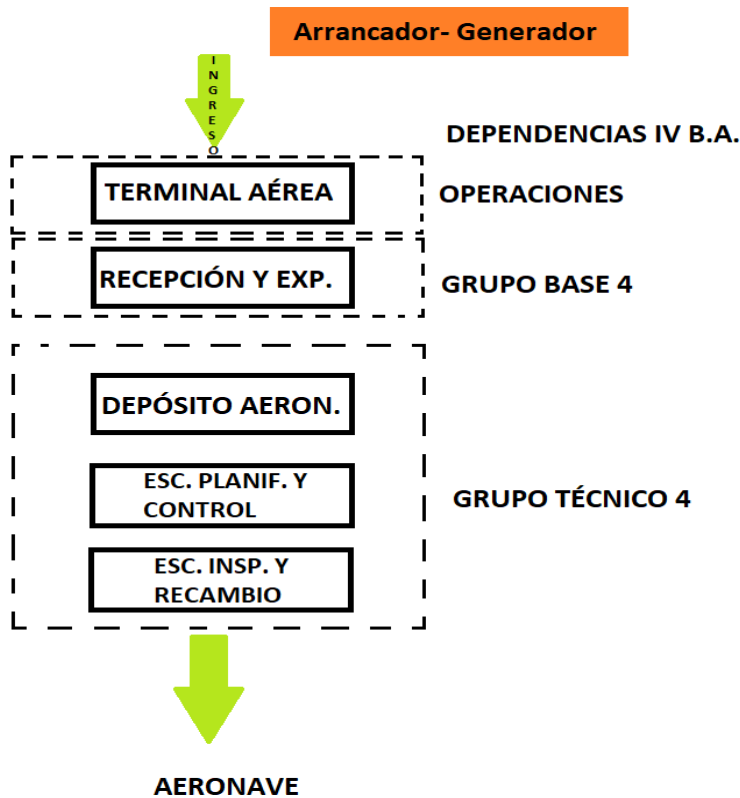 Arrancador- Generador
INGRESO
DEPENDENCIAS IV B.A.
TERMINAL AÉREA
OPERACIONES
RECEPCIÓN Y EXP.
GRUPO BASE 4
DEPÓSITO AERON.
ESC. PLANIF. Y
CONTROL
GRUPO TÉCNICO 4
ESC. INSP. Y
RECAMBIO
AERONAVE